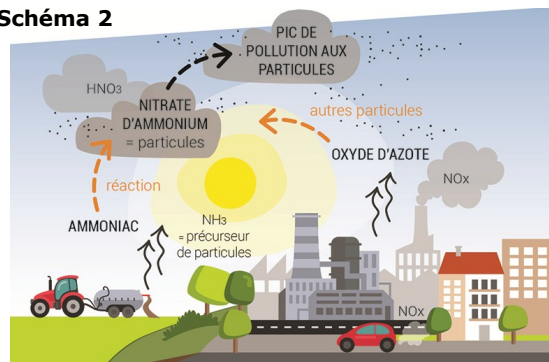 Schéma 2
PIC DE
POLLUTION AUX
PARTICULES
HNO₃
NITRATE
D'AMMONIUM
= particules
autres particules
OXYDE D'AZOTE
réaction
NOx
AMMONIAC
NH₃
= précurseur
de particules
NOx